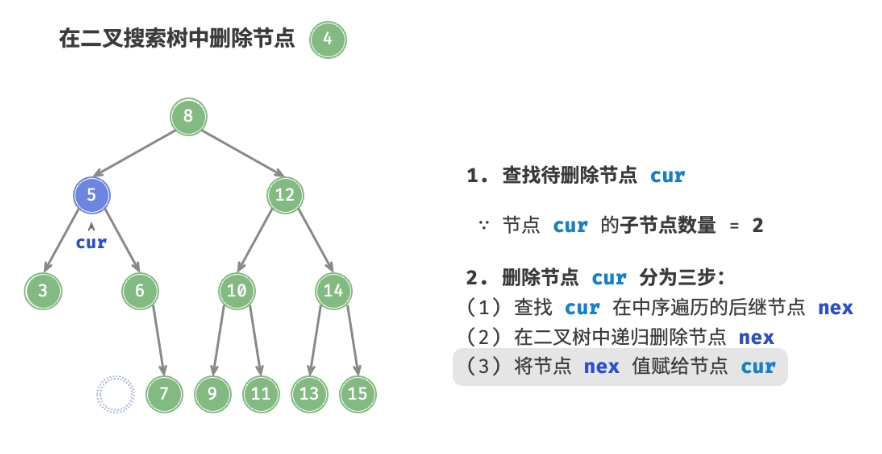 在二叉搜索树中删除节点 4
8
5
12
cur
3
6
10
14
7
9
11
13
15
1. 查找待删除节点 cur
∵ 节点 cur 的子节点数量 = 2
2. 删除节点 cur 分为三步：
(1) 查找 cur 在中序遍历的后继节点 nex
(2) 在二叉树中递归删除节点 nex
(3) 将节点 nex 值赋给节点 cur